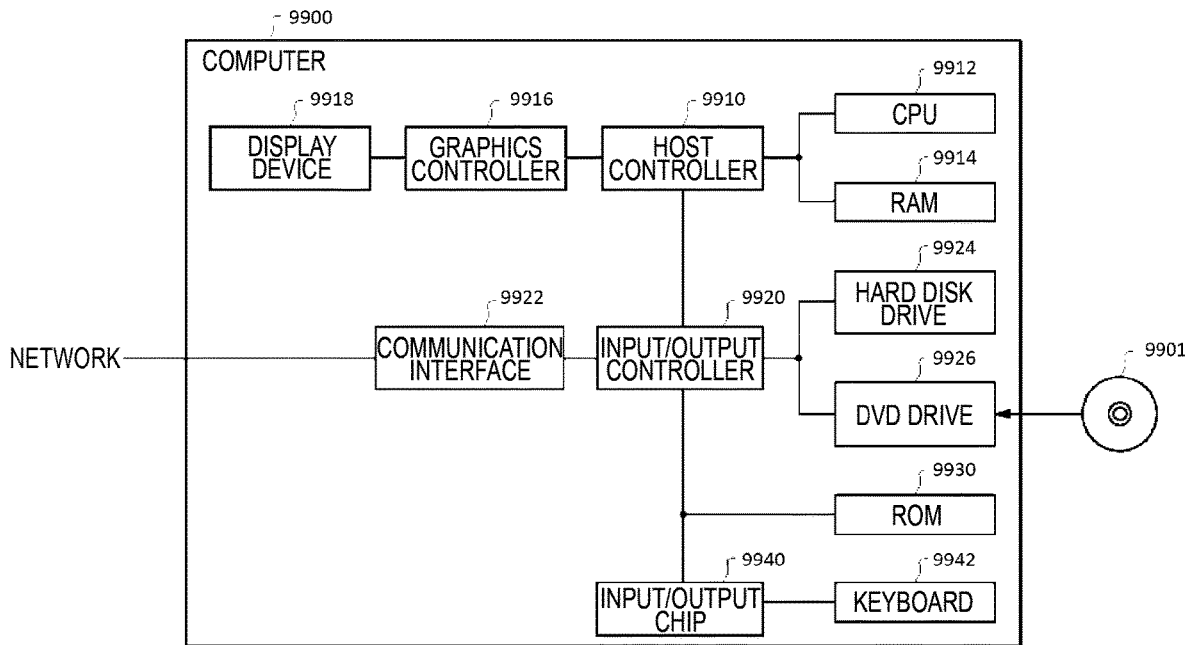 9900
COMPUTER
9918
9916
9910
9912
DISPLAY
DEVICE
GRAPHICS
CONTROLLER
HOST
CONTROLLER
CPU
9914
RAM
9924
HARD DISK
DRIVE
9922
9920
NETWORK
COMMUNICATION
INTERFACE
INPUT/OUTPUT
CONTROLLER
9926
DVD DRIVE
9901
9930
ROM
9940
9942
INPUT/OUTPUT
CHIP
KEYBOARD